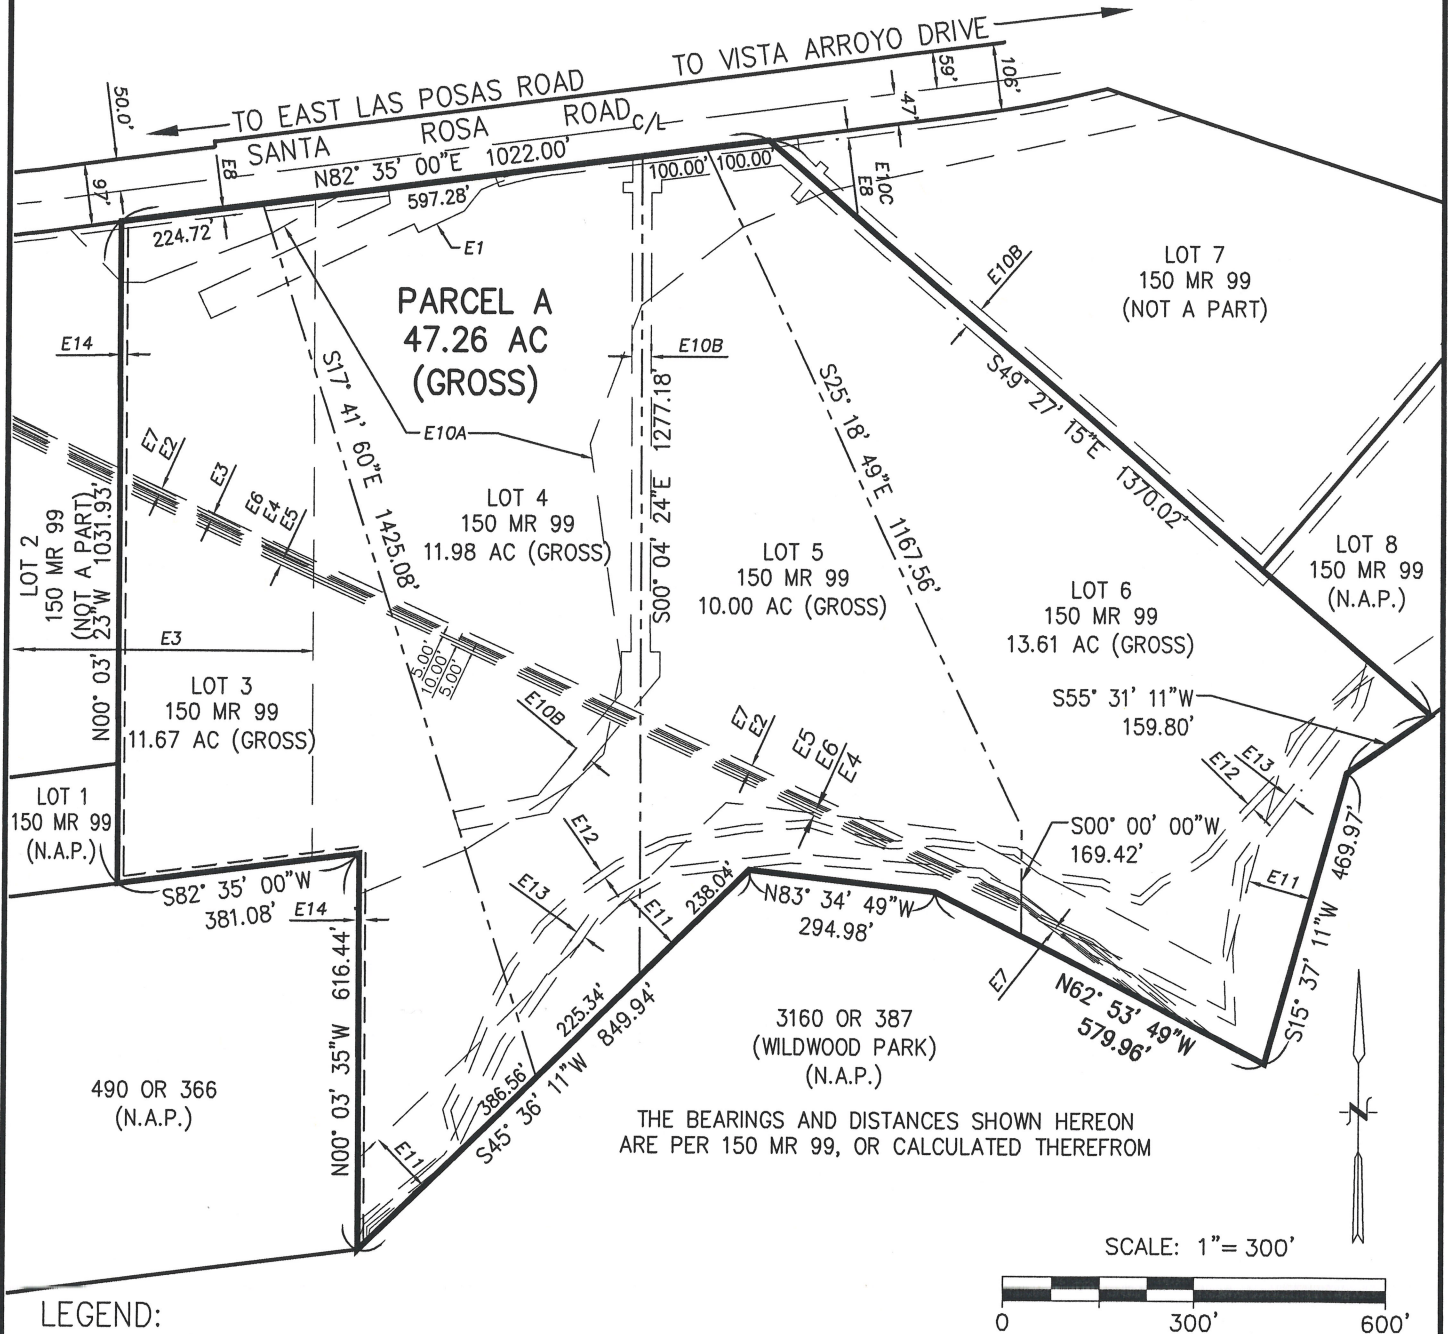 TO VISTA ARROYO DRIVE
TO EAST LAS POSAS ROAD
SANTA ROSA ROAD
C/L
50.0'
97'
E8
59'
106'
47'
N82° 35' 00"E 1022.00'
224.72'
597.28'
100.00'
100.00'
E10C
E8
E1
E10B
LOT 7
150 MR 99
(NOT A PART)
PARCEL A
47.26 AC
(GROSS)
E14
E10B
E10A
S17° 41' 60"E 1425.08'
S00° 04' 24"E 1277.18'
S25° 18' 49"E 1167.56'
S49° 27' 15"E 1370.02'
E7
E2
E3
E6
E4
E5
LOT 2
150 MR 99
(NOT A PART)
N00° 03' 23"W 1031.93'
LOT 4
150 MR 99
11.98 AC (GROSS)
LOT 5
150 MR 99
10.00 AC (GROSS)
LOT 6
150 MR 99
13.61 AC (GROSS)
LOT 8
150 MR 99
(N.A.P.)
E3
5.00'
10.00'
5.00'
LOT 3
150 MR 99
11.67 AC (GROSS)
E10B
E7
E2
E5
E6
E4
S55° 31' 11"W
159.80'
E12
E13
LOT 1
150 MR 99
(N.A.P.)
E12
E13
E11
S00° 00' 00"W
169.42'
469.97'
S15° 37' 11"W
E11
S82° 35' 00"W
381.08'
E14
238.04'
N83° 34' 49"W
294.98'
E7
N00° 03' 35"W 616.44'
225.34'
386.56'
S45° 36' 11"W 849.94'
N62° 53' 49"W
579.96'
3160 OR 387
(WILDWOOD PARK)
(N.A.P.)
490 OR 366
(N.A.P.)
E11
THE BEARINGS AND DISTANCES SHOWN HEREON
ARE PER 150 MR 99, OR CALCULATED THEREFROM
N
SCALE: 1"= 300'
0 300' 600'
LEGEND: